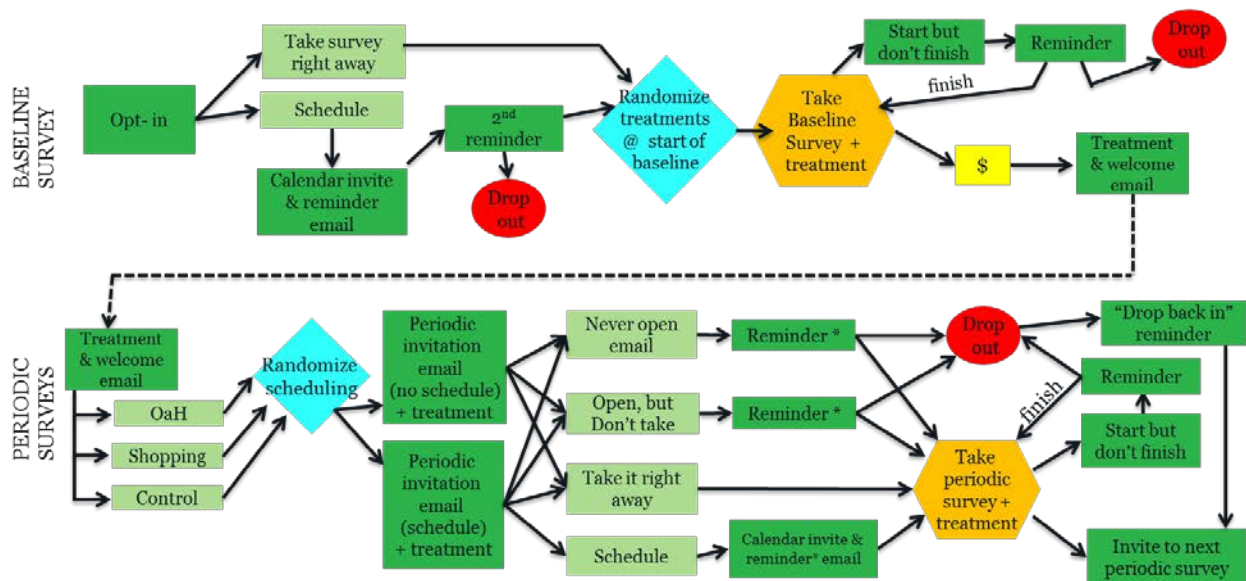 BASELINE
SURVEY
Opt- in
Take survey
right away
Schedule
Calendar invite
& reminder
email
2nd
reminder
Drop
out
Randomize
treatments
@ start of
baseline
Take
Baseline
Survey +
treatment
Start but
don't finish
Reminder
Drop
out
finish
$
Treatment
& welcome
email
PERIODIC
SURVEYS
Treatment
& welcome
email
OaH
Shopping
Control
Randomize
scheduling
Periodic
invitation
email
(no schedule)
+ treatment
Periodic
invitation
email
(schedule)
+ treatment
Never open
email
Open, but
Don't take
Take it right
away
Schedule
Reminder *
Reminder *
Calendar invite &
reminder* email
Drop
out
Take
periodic
survey +
treatment
finish
"Drop back in"
reminder
Reminder
Start but
don't finish
Invite to next
periodic survey